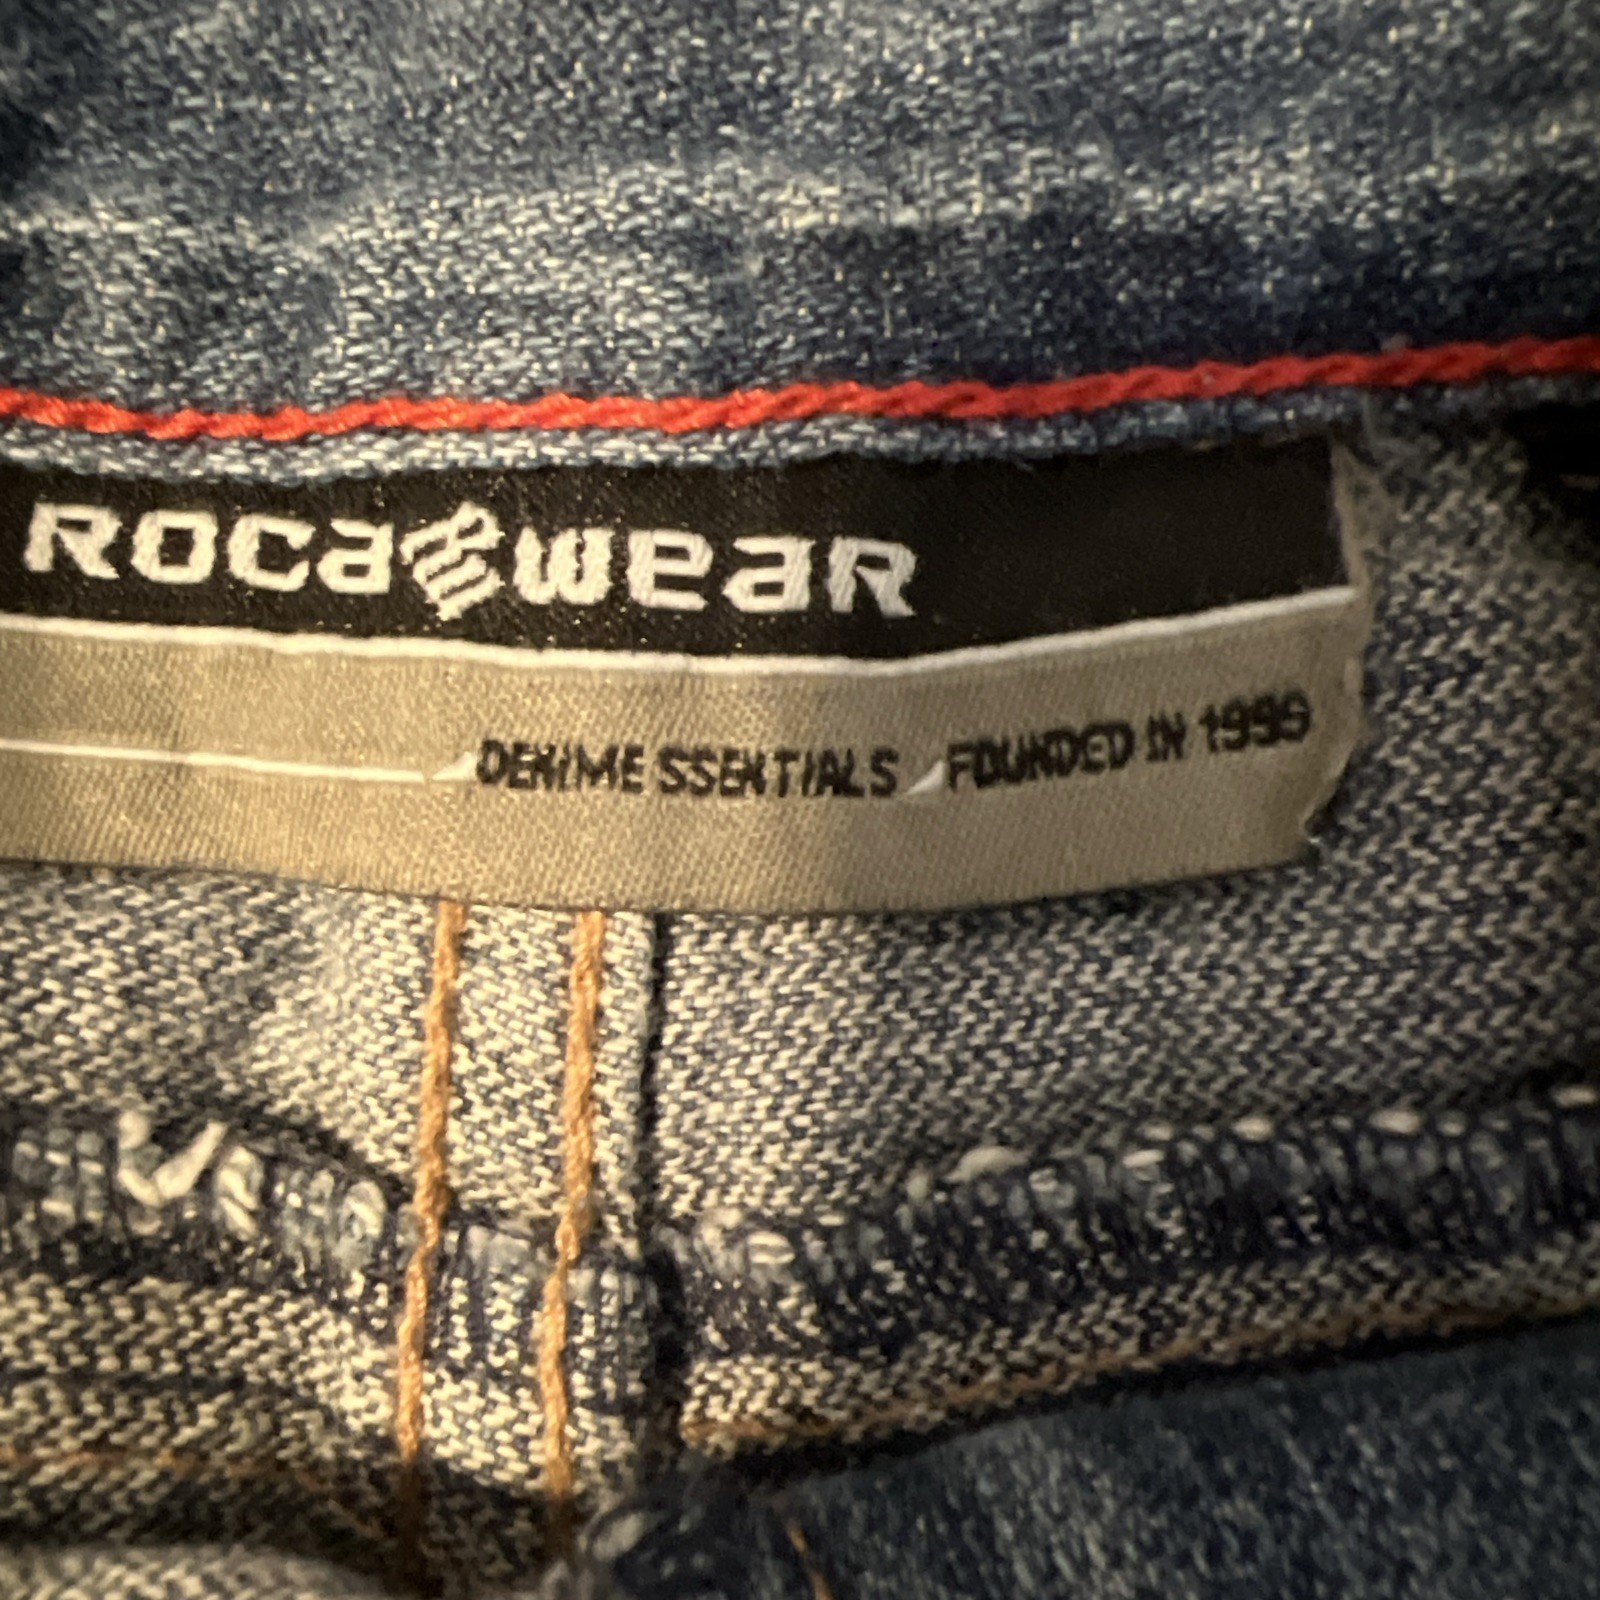 ROCAWEAR
DENIME SSENTIALS FOUNDED IN 1999